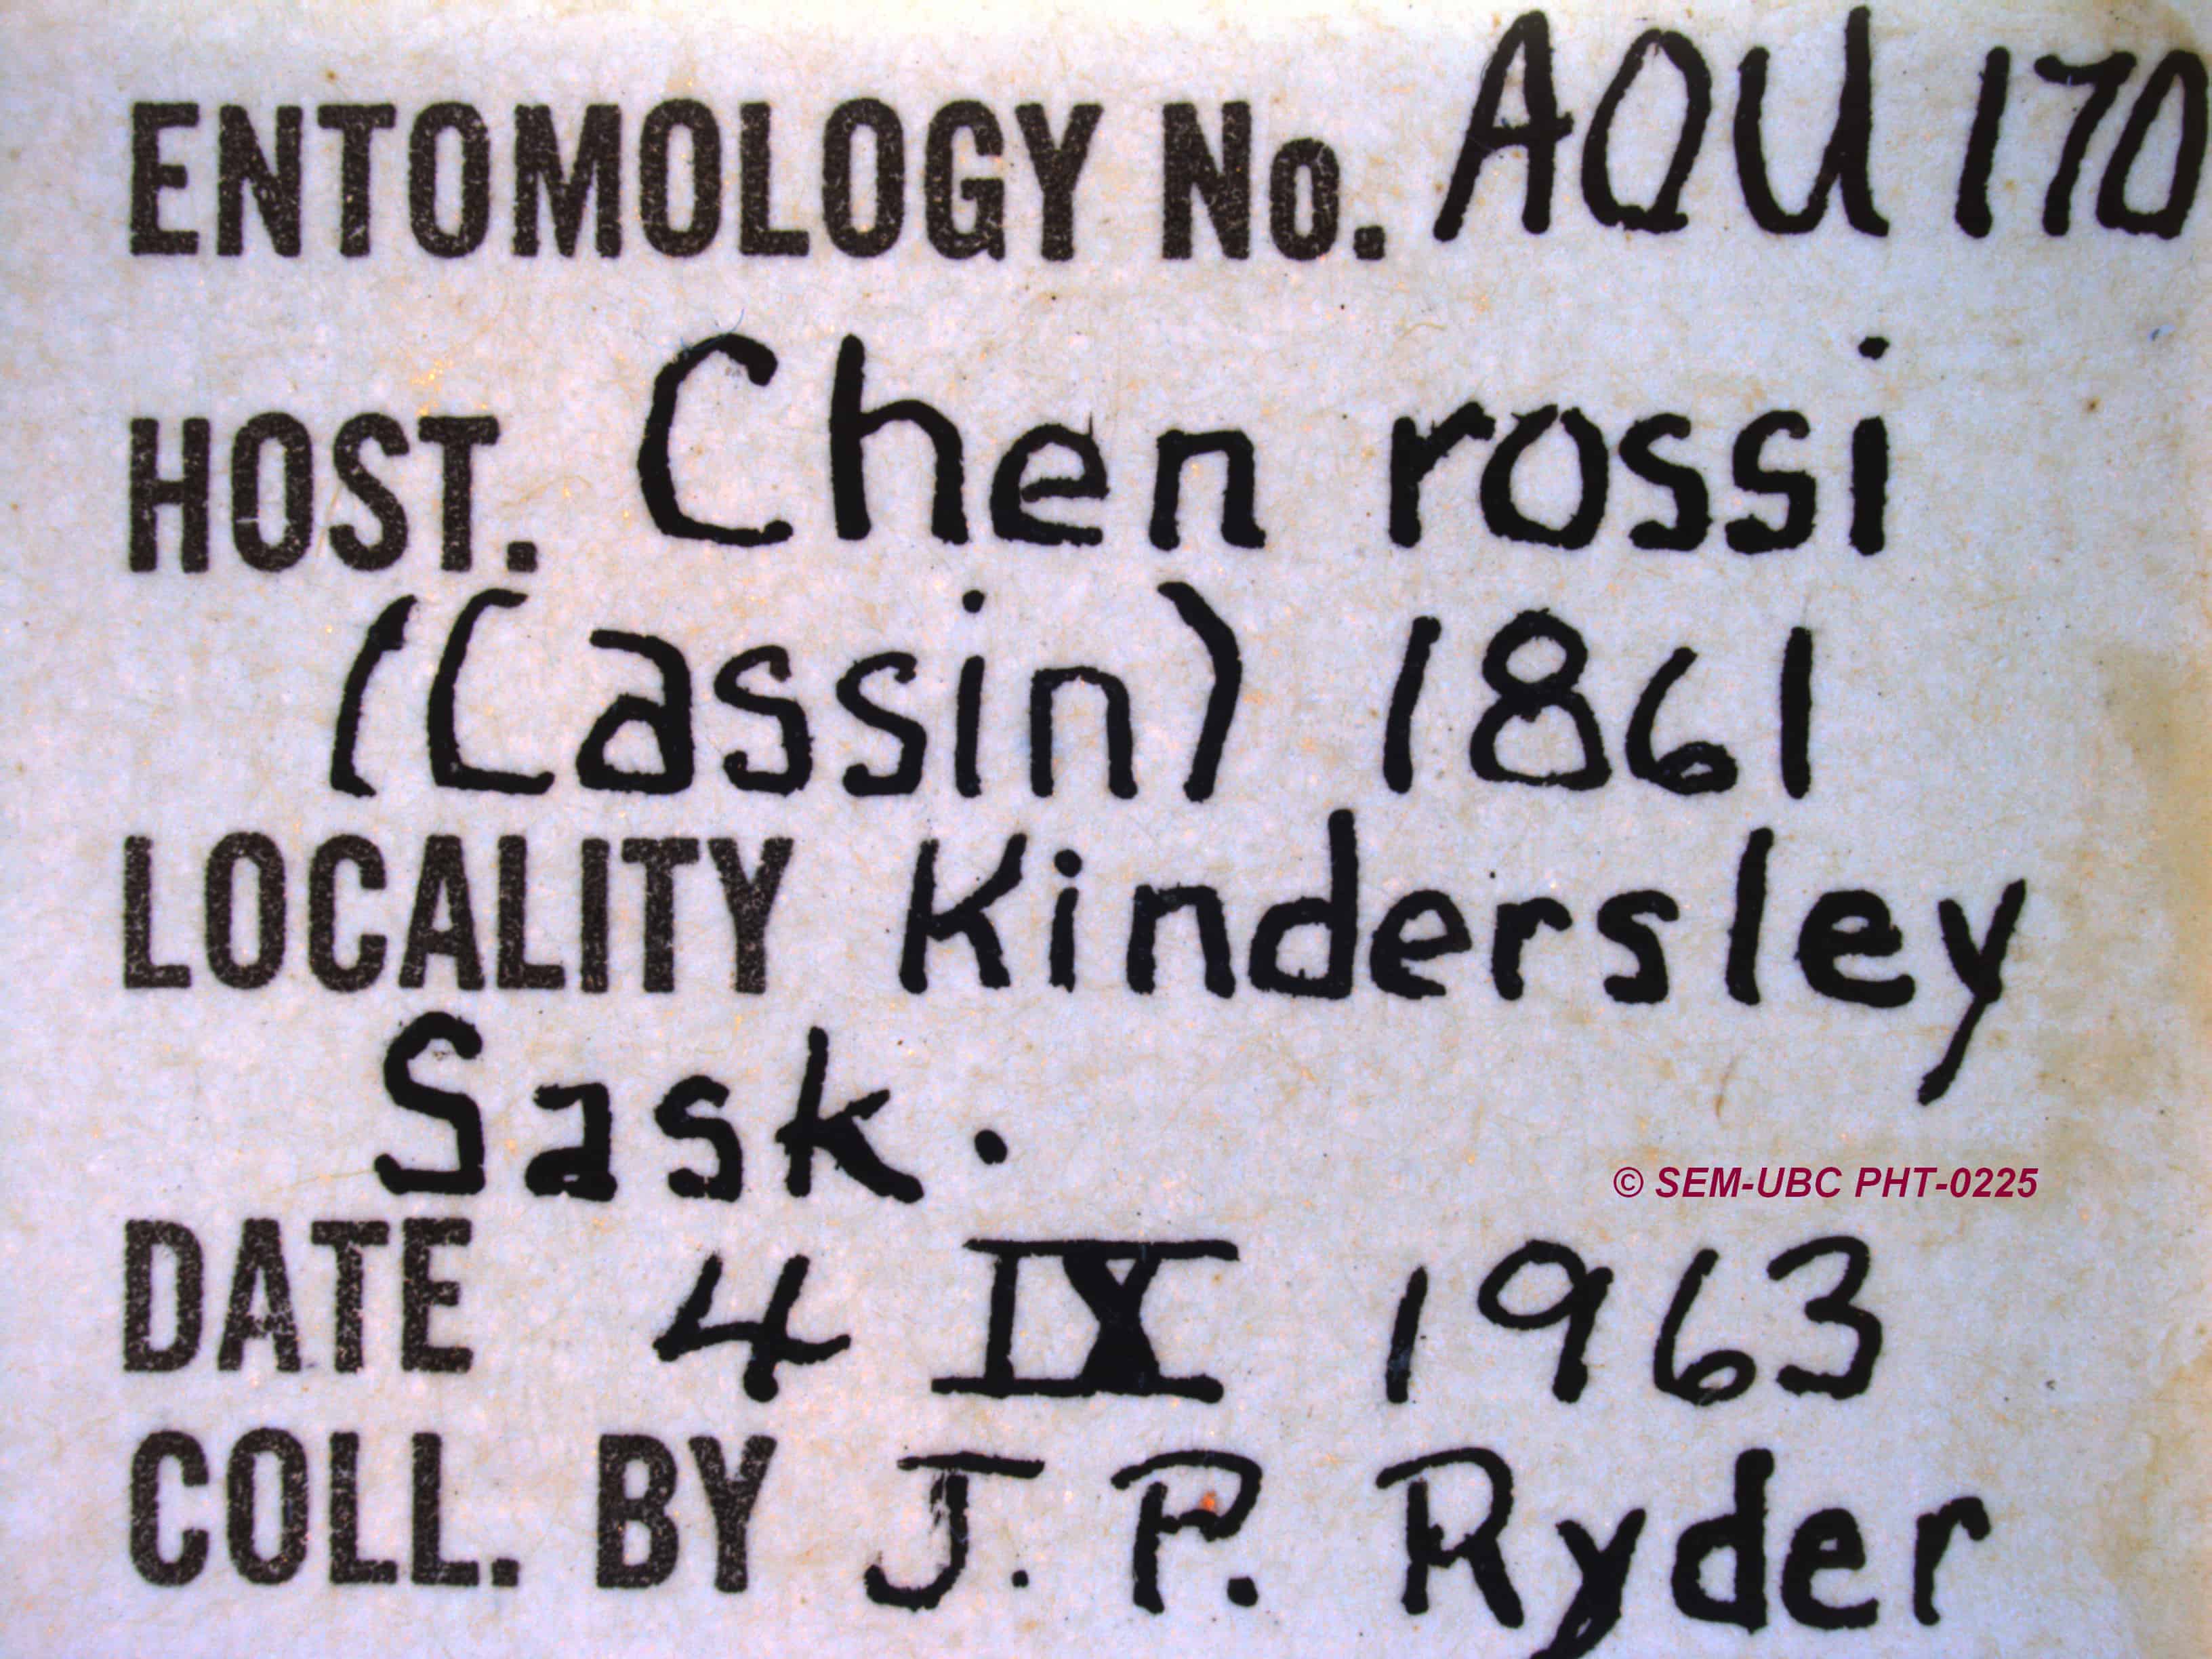 ENTOMOLOGY No. AOU 170
HOST. Chen rossi
(Cassin) 1861
LOCALITY Kindersley
Sask.
© SEM-UBC PHT-0225
DATE 4 IX 1963
COLL. BY J. P. Ryder